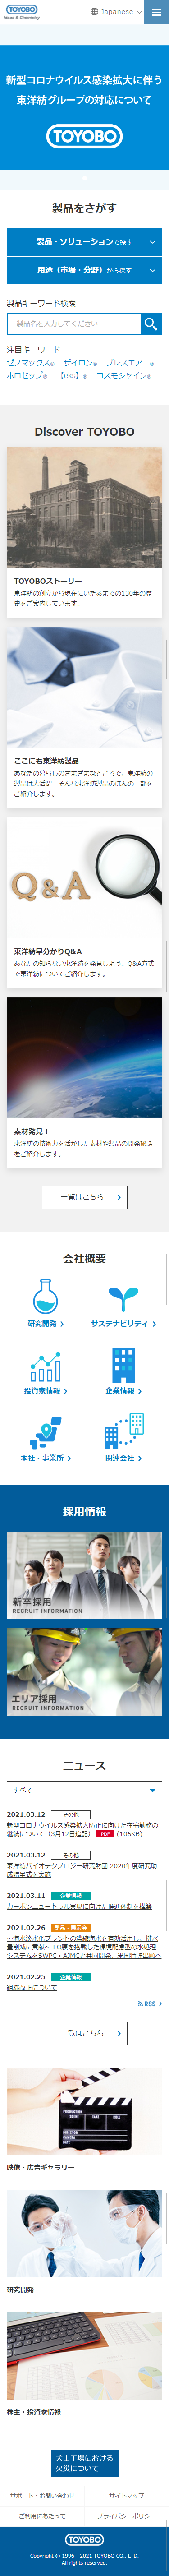 TOYOBO
Ideas & Chemistry
Japanese
新型コロナウイルス感染拡大に伴う
東洋紡グループの対応について
TOYOBO
製品をさがす
製品・ソリューションで探す
用途(市場・分野)から探す
製品キーワード検索
製品名を入力してください
注目キーワード
ゼノマックス® ザイロン® ブレスエアー®
ホロセップ® 【eks】® コスモシャイン®
Discover TOYOBO
TOYOBOストーリー
東洋紡の創立から現在にいたるまでの130年の歴
史をご案内しています。
ここにも東洋紡製品
あなたの暮らしのさまざまなところで、東洋紡の
製品は大活躍!そんな東洋紡製品のほんの一部を
ご紹介します。
Q&A
東洋紡早分かりQ&A
あなたの知らない東洋紡を発見しよう。Q&A方式
で東洋紡についてご紹介します。
素材発見!
東洋紡の技術力を活かした素材や製品の開発秘話
をご紹介します。
一覧はこちら
会社概要
研究開発
サステナビリティ
投資家情報
企業情報
本社・事業所
関連会社
採用情報
新卒採用
RECRUIT INFORMATION
エリア採用
RECRUIT INFORMATION
ニュース
すべて
2021.03.12 その他
新型コロナウイルス感染拡大防止に向けた在宅勤務の
継続について(3月12日追記) PDF (106KB)
2021.03.12 その他
東洋紡バイオテクノロジー研究財団 2020年度研究助
成贈呈式を実施
2021.03.11 企業情報
カーボンニュートラル実現に向けた推進体制を構築
2021.02.26 製品・展示会
〜海水淡水化プラントの濃縮海水を有効活用し、排水
量削減に貢献〜 FO膜を搭載した環境配慮型の水処理
システムをSWPC・AJMCと共同開発、米国特許出願へ
2021.02.25 企業情報
組織改正について
RSS
一覧はこちら
映像・広告ギャラリー
研究開発
株主・投資家情報
犬山工場における
火災について
サポート・お問い合わせ
サイトマップ
ご利用にあたって
プライバシーポリシー
TOYOBO
Copyright © 1996 - 2021 TOYOBO CO., LTD.
All rights reserved.